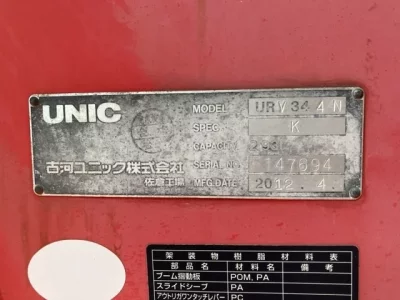 UNIC
MODEL URV344N
SPEC. K
CAPACITY
古河ユニック株式会社
佐倉工場
SERIAL NO. 147094
MFG.DATE 2012. 4.
架装物樹脂材料表
部品名 材料名 備考
ブーム摺動板 POM, PA
スライドシーブ PA
アウトリガワンタッチレバー PC